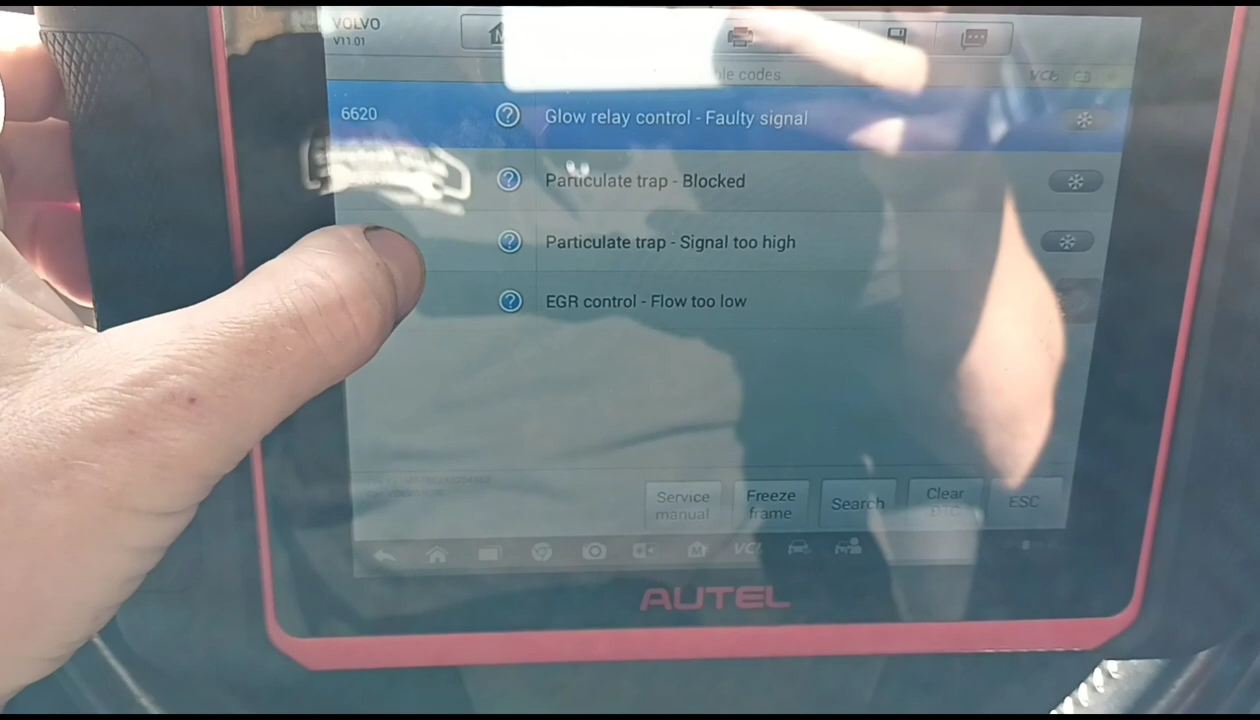 VOLVO
V11.01
codes
VCI
6620 Glow relay control - Faulty signal
Particulate trap - Blocked
Particulate trap - Signal too high
EGR control - Flow too low
Service manual
Freeze frame
Search
Clear DTC
ESC
VCI
AUTEL